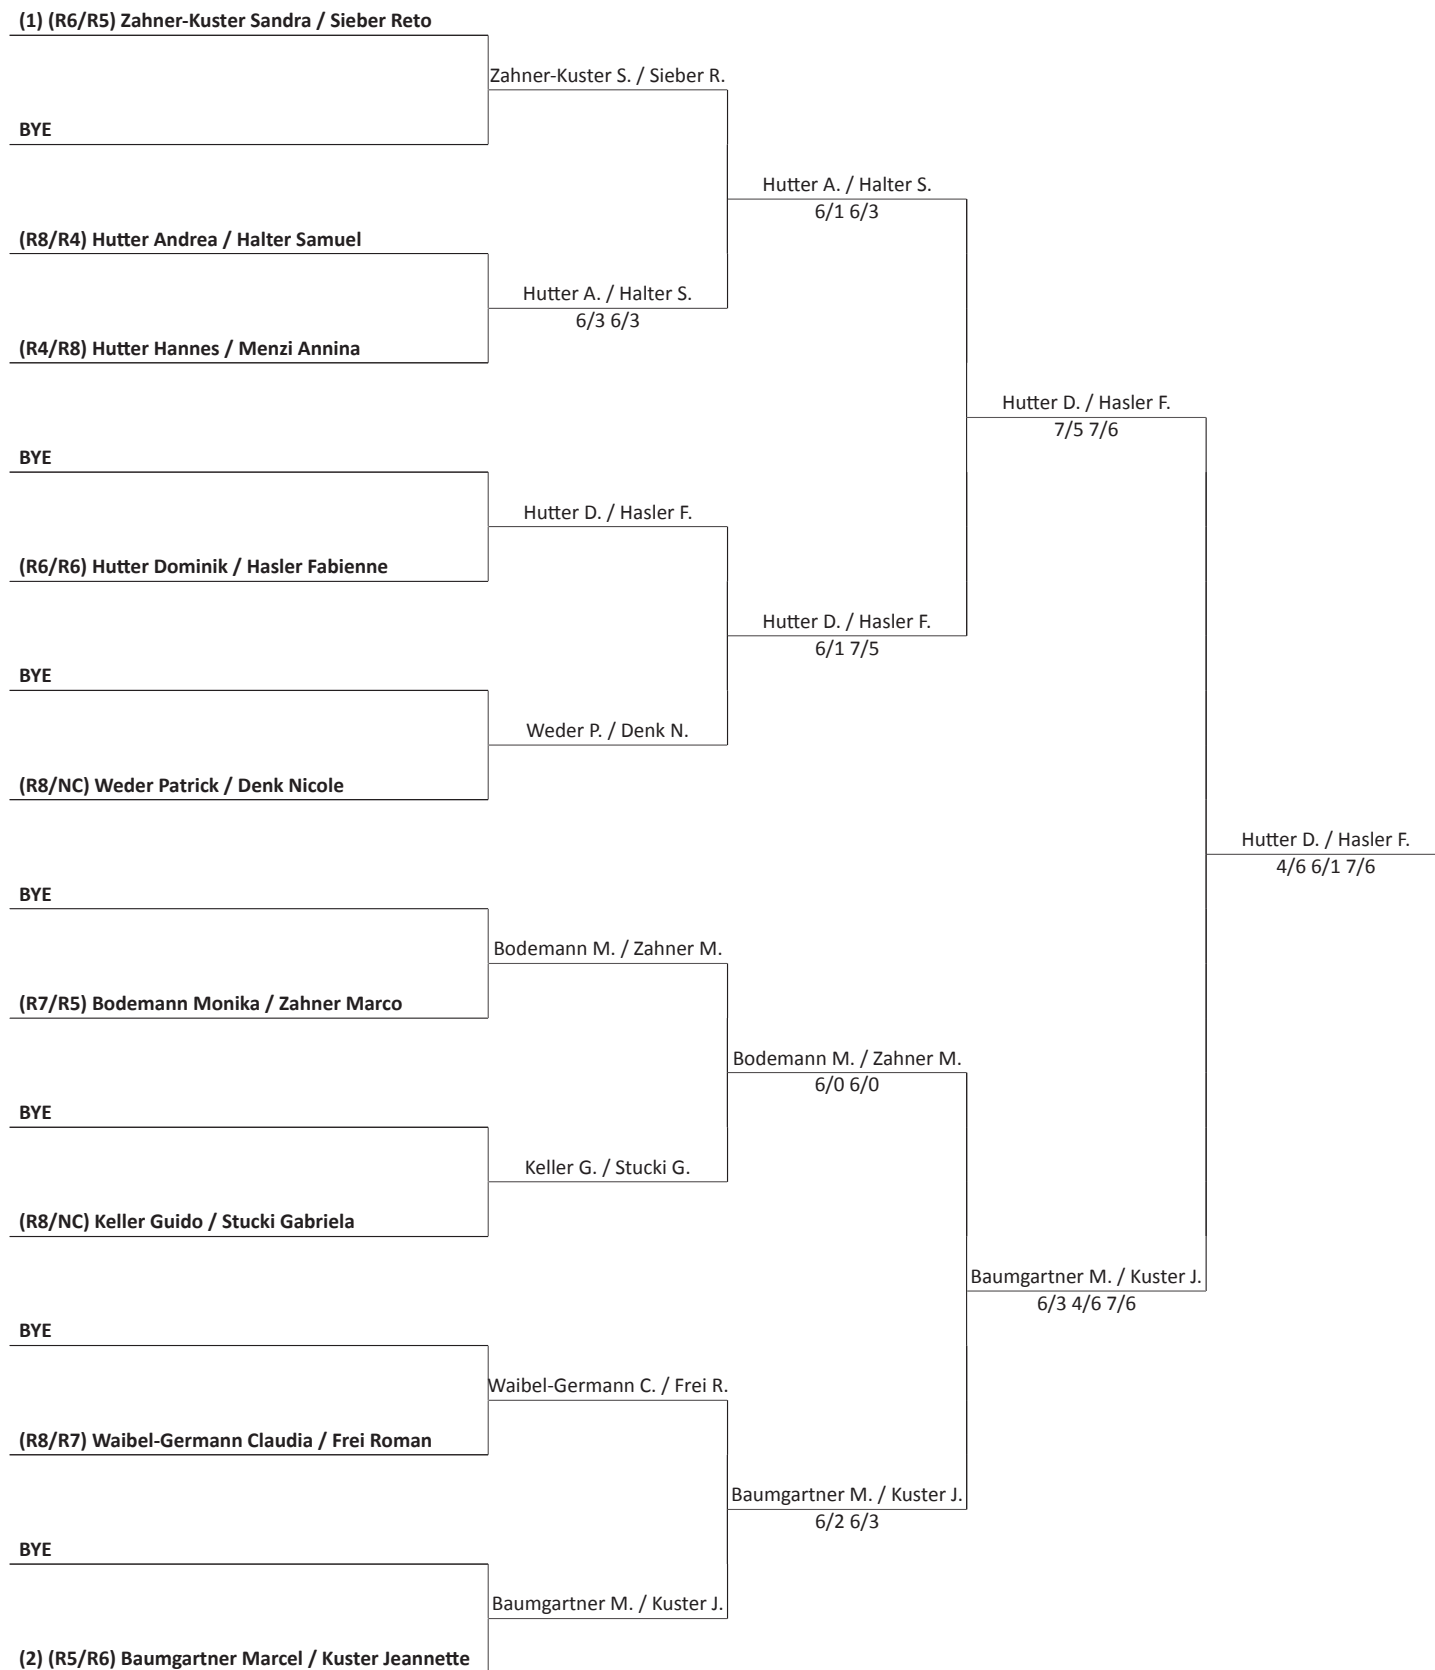 (1) (R6/R5) Zahner-Kuster Sandra / Sieber Reto
Zahner-Kuster S. / Sieber R.
BYE
Hutter A. / Halter S.
6/1 6/3
(R8/R4) Hutter Andrea / Halter Samuel
Hutter A. / Halter S.
6/3 6/3
(R4/R8) Hutter Hannes / Menzi Annina
Hutter D. / Hasler F.
7/5 7/6
BYE
Hutter D. / Hasler F.
(R6/R6) Hutter Dominik / Hasler Fabienne
Hutter D. / Hasler F.
6/1 7/5
BYE
Weder P. / Denk N.
(R8/NC) Weder Patrick / Denk Nicole
Hutter D. / Hasler F.
4/6 6/1 7/6
BYE
Bodemann M. / Zahner M.
(R7/R5) Bodemann Monika / Zahner Marco
Bodemann M. / Zahner M.
6/0 6/0
BYE
Keller G. / Stucki G.
(R8/NC) Keller Guido / Stucki Gabriela
Baumgartner M. / Kuster J.
6/3 4/6 7/6
BYE
Waibel-Germann C. / Frei R.
(R8/R7) Waibel-Germann Claudia / Frei Roman
Baumgartner M. / Kuster J.
6/2 6/3
BYE
Baumgartner M. / Kuster J.
(2) (R5/R6) Baumgartner Marcel / Kuster Jeannette